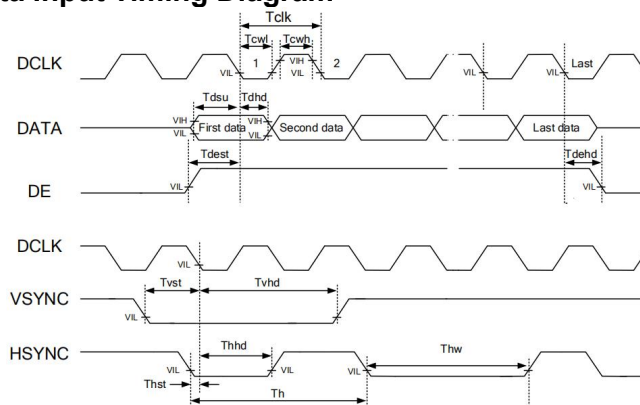 ta Input Timing Diagram
Tclk
Tcwl Tcwh
DCLK VIL 1 VIH VIL 2 VIL VIL Last
Tdsu Tdhd
DATA VIH VIL First data VIH VIL Second data Last data
Tdest Tdehd
DE VIL VIL
DCLK VIL
Tvst Tvhd
VSYNC VIL
HSYNC VIL Thhd VIL VIL Thw VIL
Thst
Th